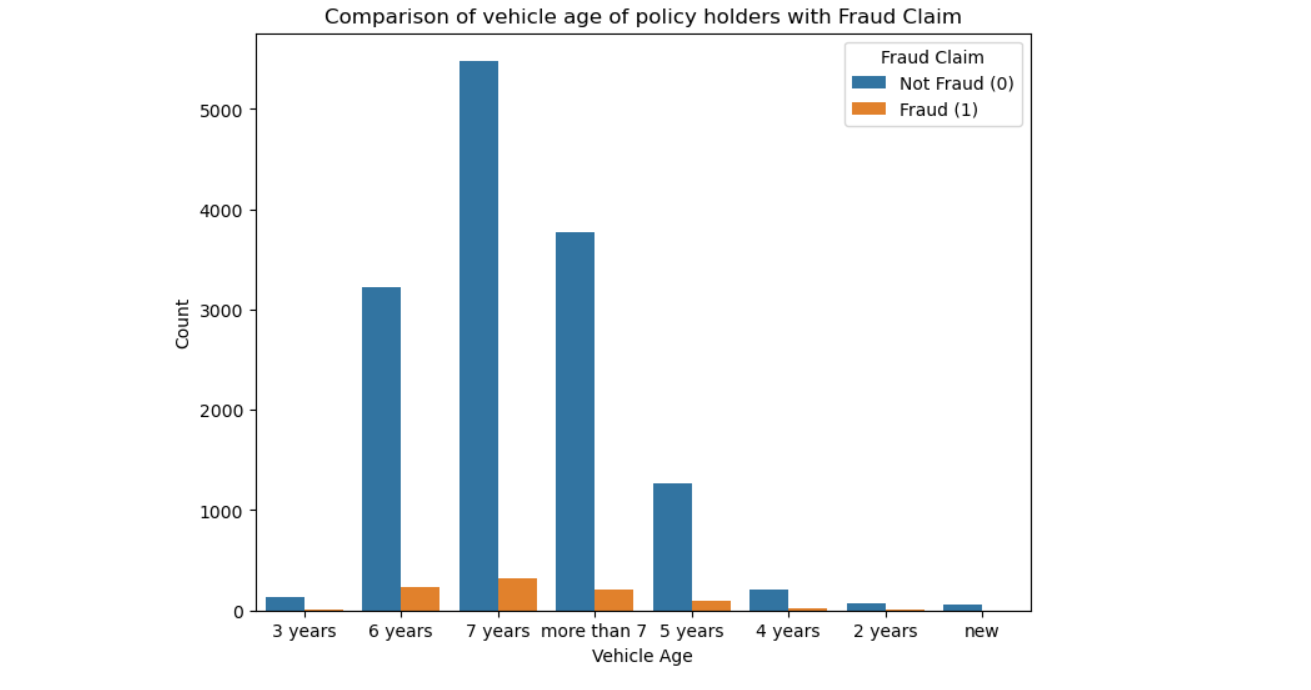 Comparison of vehicle age of policy holders with Fraud Claim
Fraud Claim
Not Fraud (0)
Fraud (1)
5000
4000
3000
2000
1000
0
Count
3 years
6 years
7 years
more than 7
5 years
4 years
2 years
new
Vehicle Age